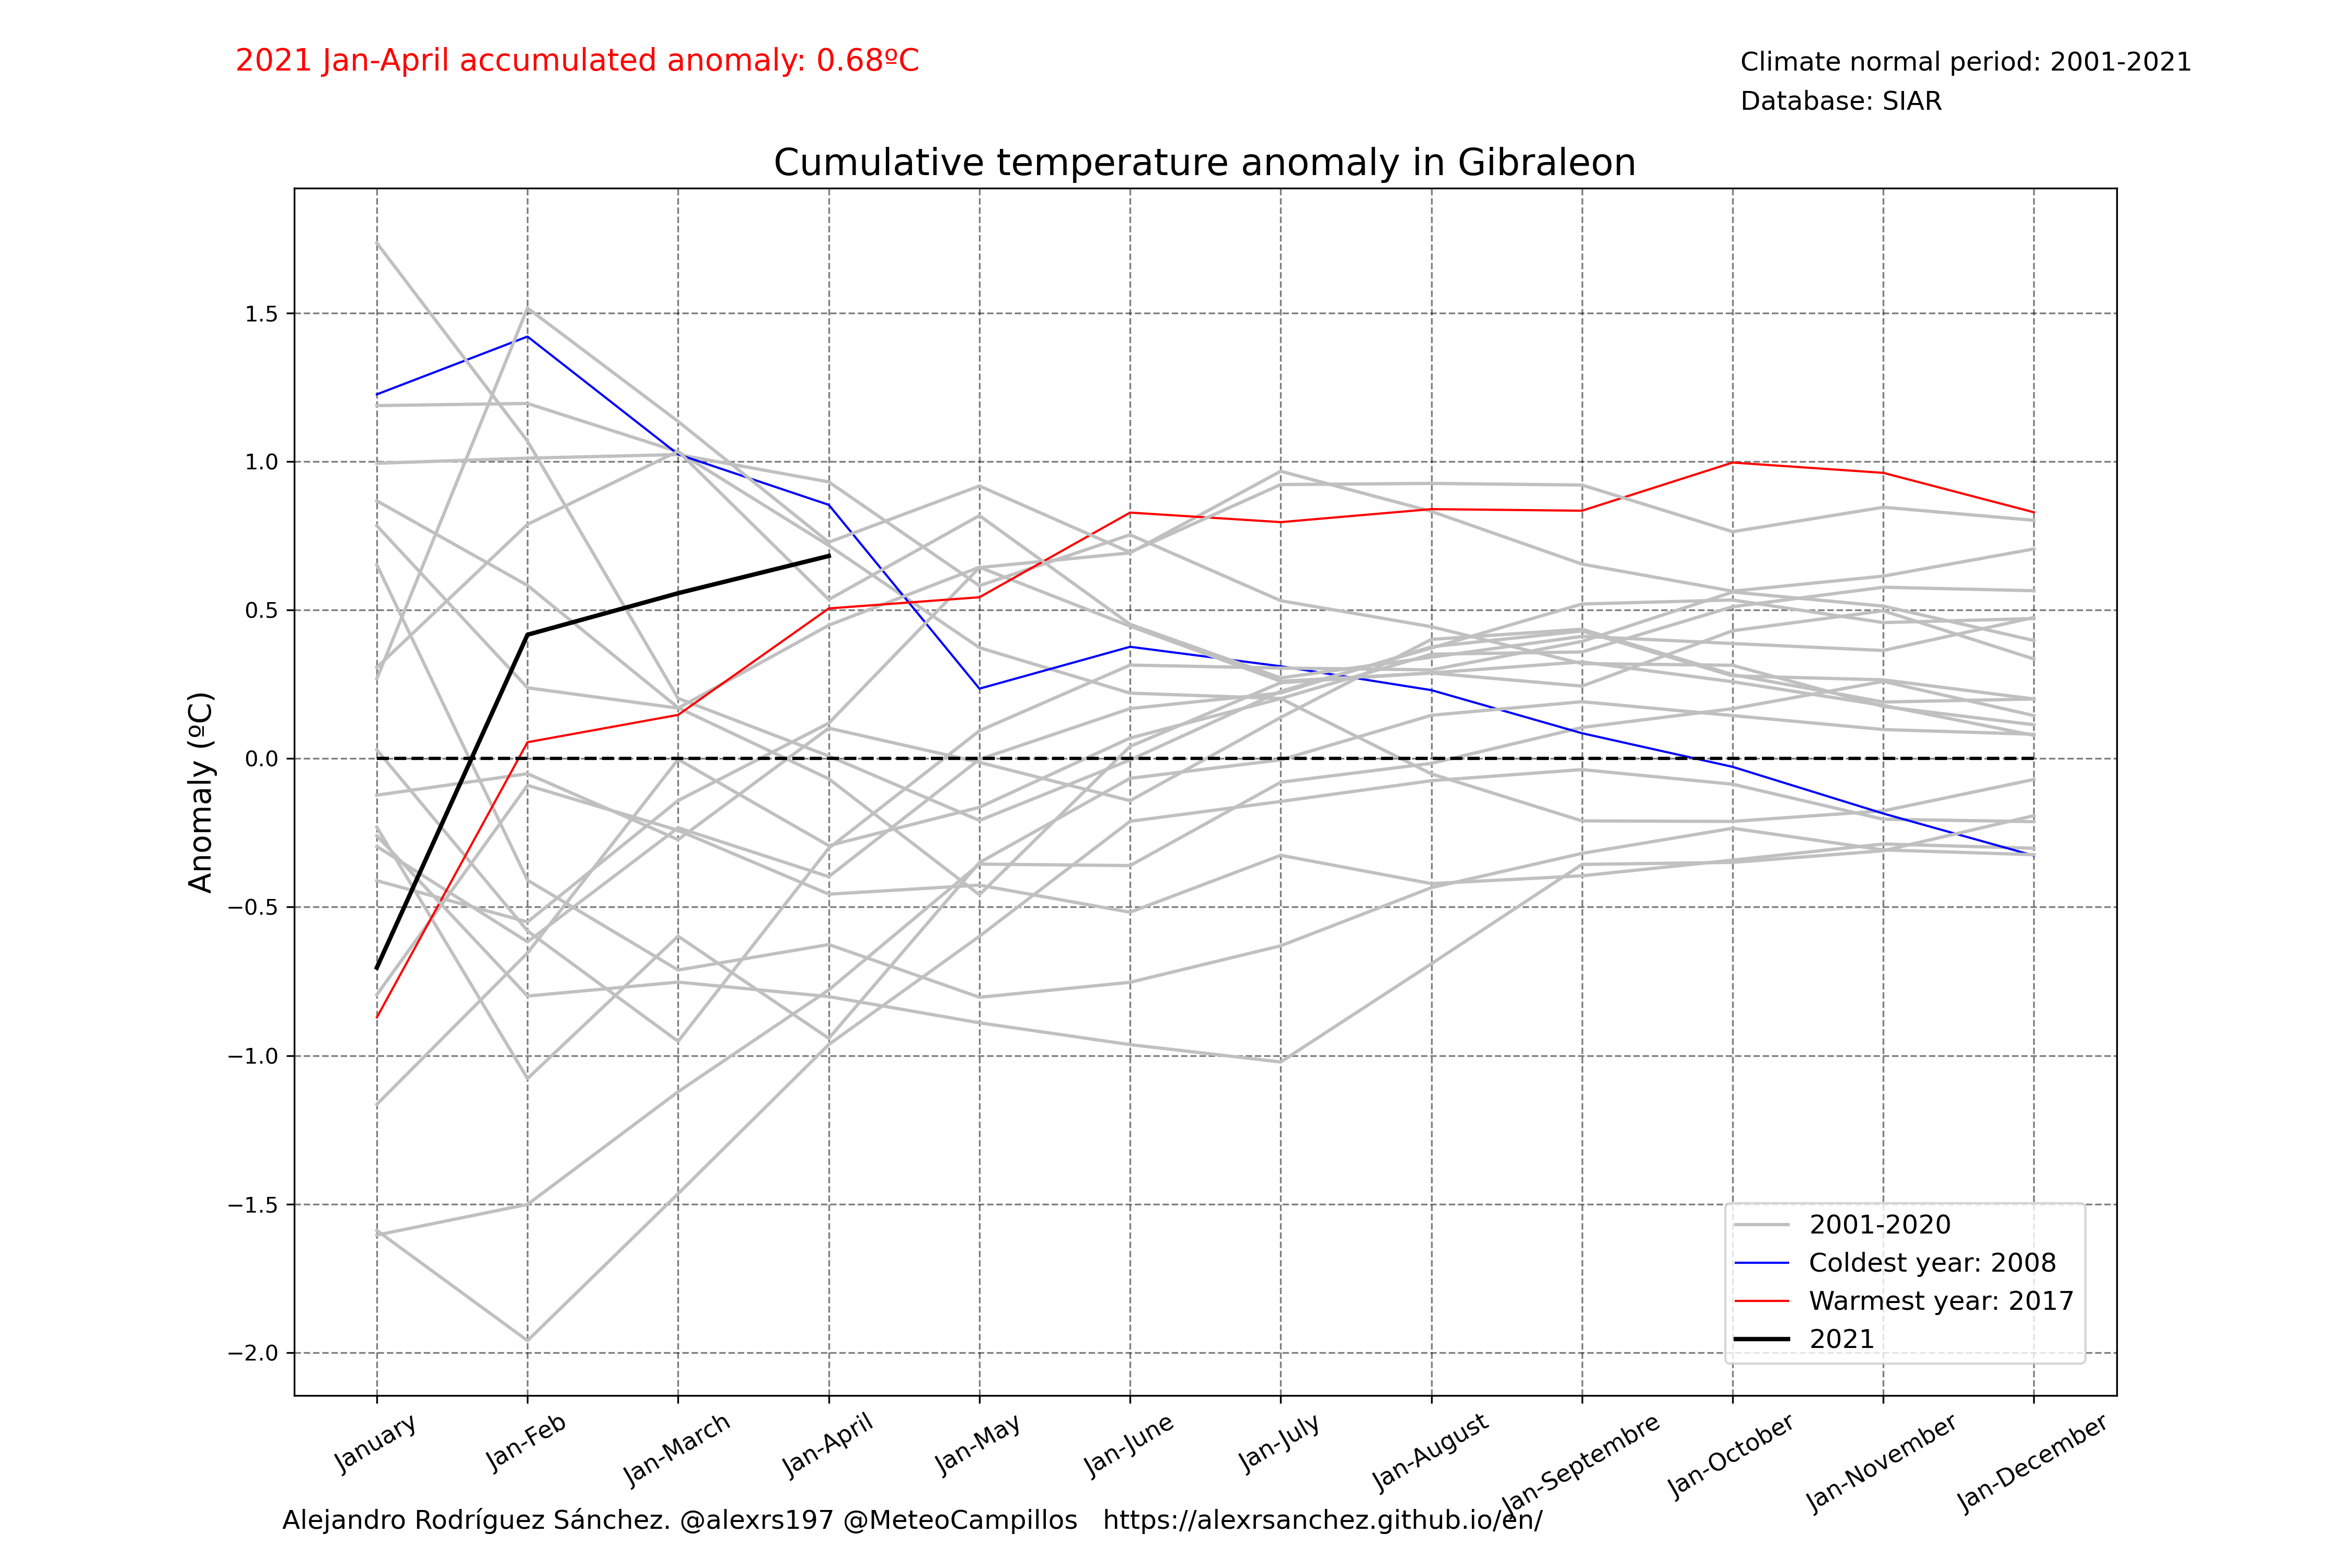 2021 Jan-April accumulated anomaly: 0.68ºC
Climate normal period: 2001-2021
Database: SIAR
Cumulative temperature anomaly in Gibraleon
Anomaly (ºC)
1.5
1.0
0.5
0.0
−0.5
−1.0
−1.5
−2.0
2001-2020
Coldest year: 2008
Warmest year: 2017
2021
January
Jan-Feb
Jan-March
Jan-April
Jan-May
Jan-June
Jan-July
Jan-August
Jan-Septembre
Jan-October
Jan-November
Jan-December
Alejandro Rodríguez Sánchez. @alexrs197 @MeteoCampillos https://alexrsanchez.github.io/en/